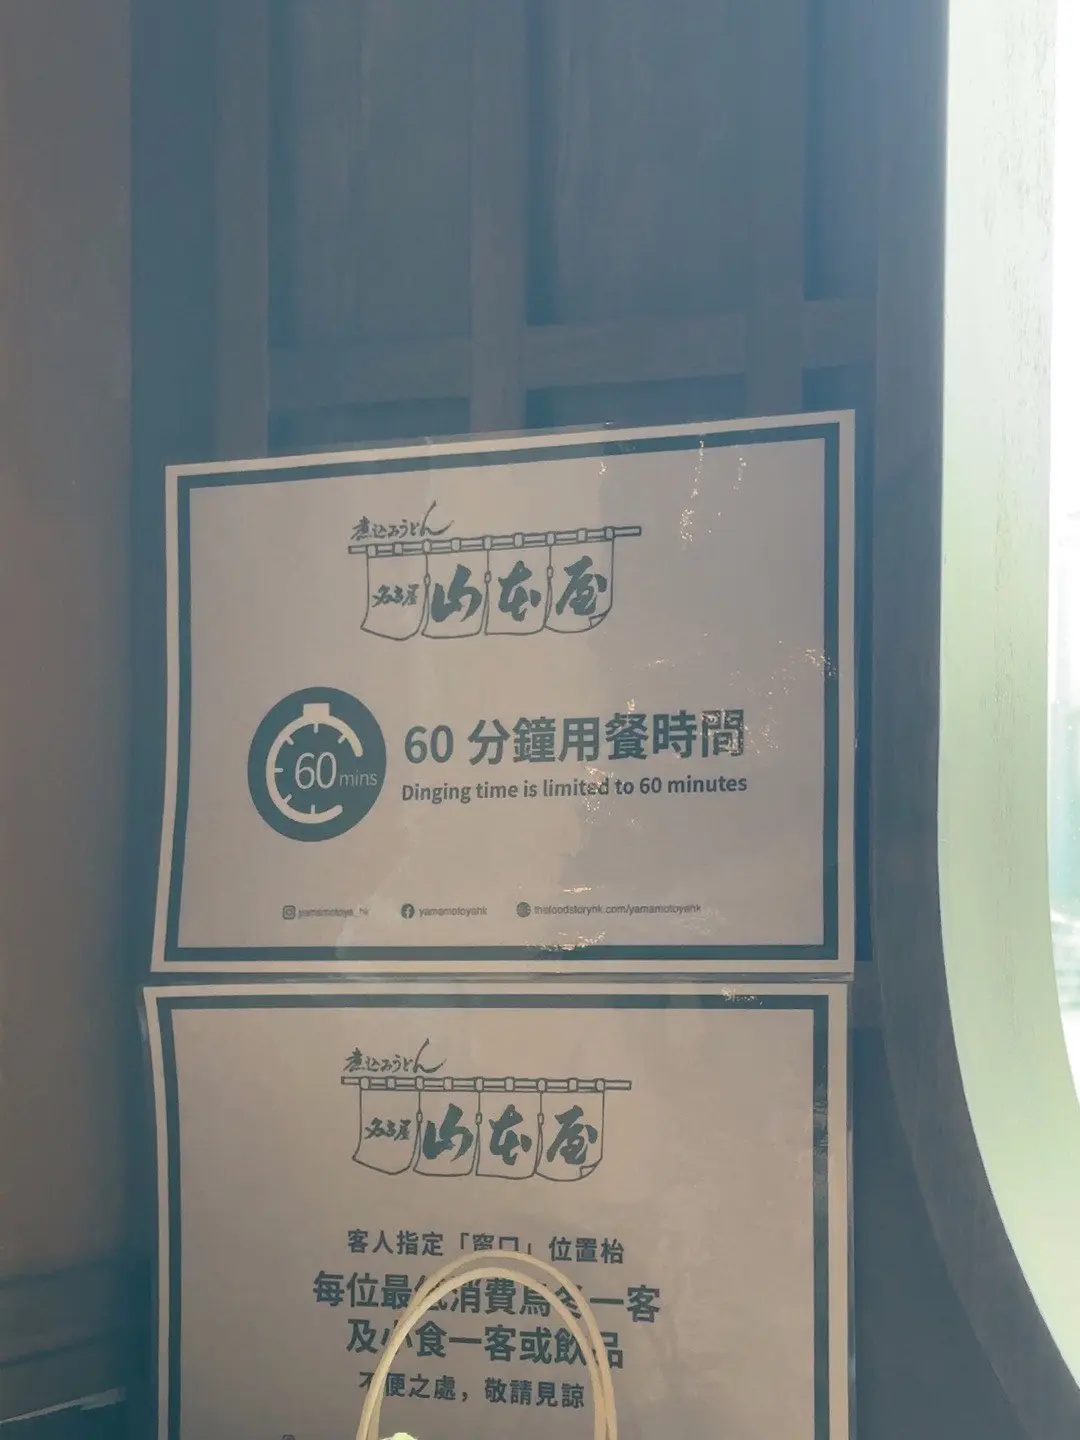 煮込みうどん
名古屋 山本屋
60 mins
60 分鐘用餐時間
Dinging time is limited to 60 minutes
yamamotoya_hk yamamotoyahk thefoodstoryhk.com/yamamotoyahk
煮込みうどん
名古屋 山本屋
客人指定「窗口」位置枱
每位最低消費烏冬一客
及小食一客或飲品
不便之處，敬請見諒